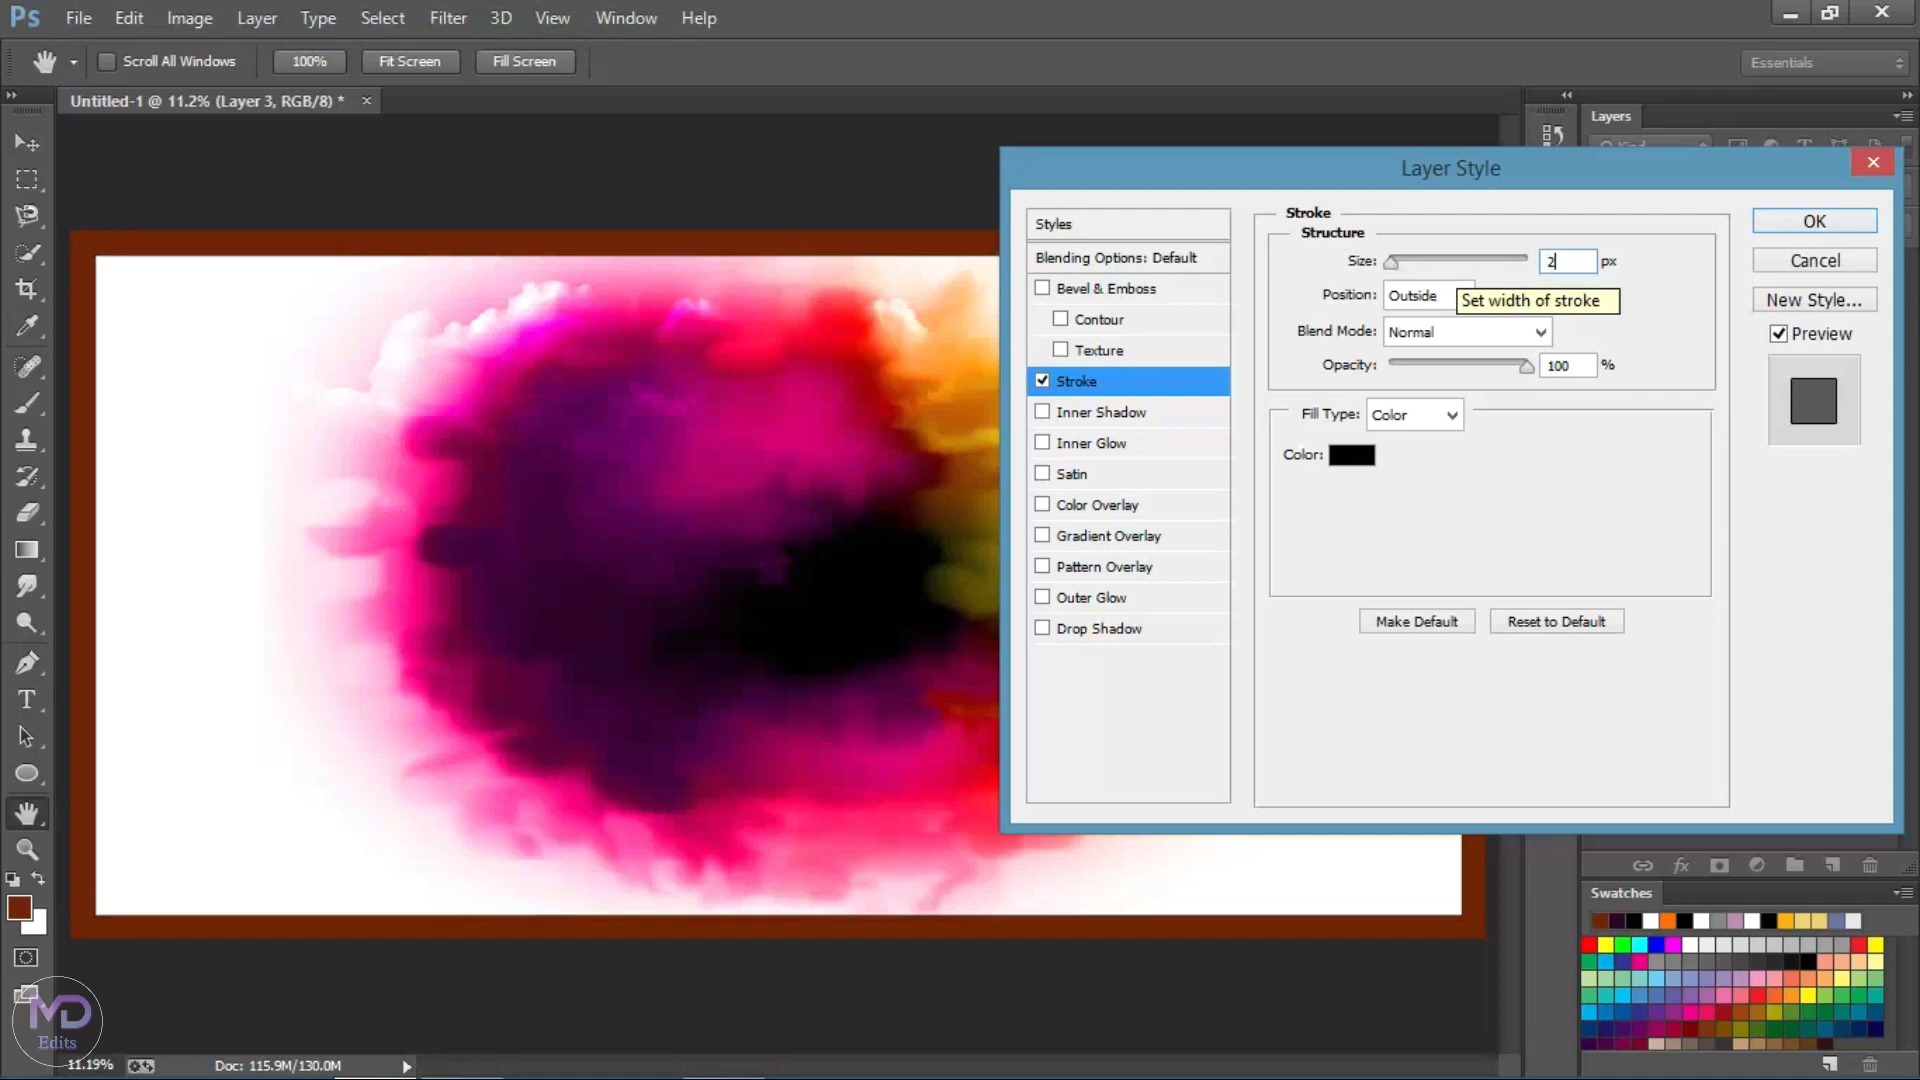 Ps File Edit Image Layer Type Select Filter 3D View Window Help
Scroll All Windows 100% Fit Screen Fill Screen Essentials
Untitled-1 @ 11.2% (Layer 3, RGB/8) *
Layers
Layer Style
Styles
Blending Options: Default
Bevel & Emboss
Contour
Texture
Stroke
Inner Shadow
Inner Glow
Satin
Color Overlay
Gradient Overlay
Pattern Overlay
Outer Glow
Drop Shadow
Stroke
Structure
Size: 2 px
Position: Outside
Set width of stroke
Blend Mode: Normal
Opacity: 100 %
Fill Type: Color
Color:
Make Default Reset to Default
OK
Cancel
New Style...
Preview
Swatches
T
MD
Edits
11.19% Doc: 115.9M/130.0M